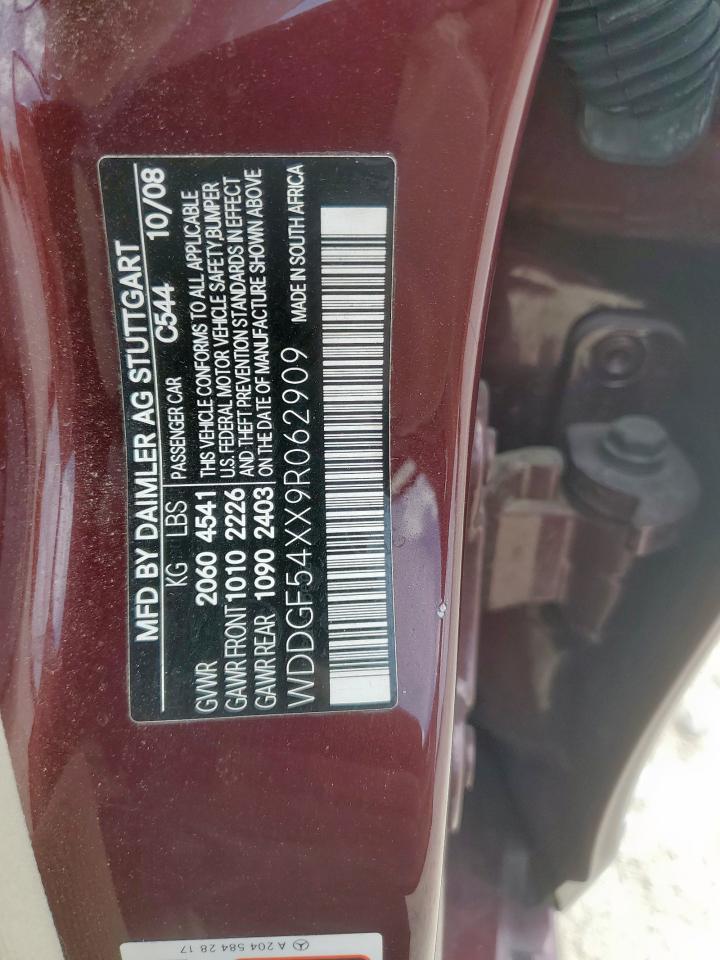 MFD BY DAIMLER AG STUTTGART
KG LBS PASSENGER CAR C544 10/08
GVWR 2060 4541 THIS VEHICLE CONFORMS TO ALL APPLICABLE
GAWR FRONT 1010 2226 U.S. FEDERAL MOTOR VEHICLE SAFETY BUMPER
AND THEFT PREVENTION STANDARDS IN EFFECT
GAWR REAR 1090 2403 ON THE DATE OF MANUFACTURE SHOWN ABOVE
WDDGF54XX9R062909 MADE IN SOUTH AFRICA
A 204 584 28 17